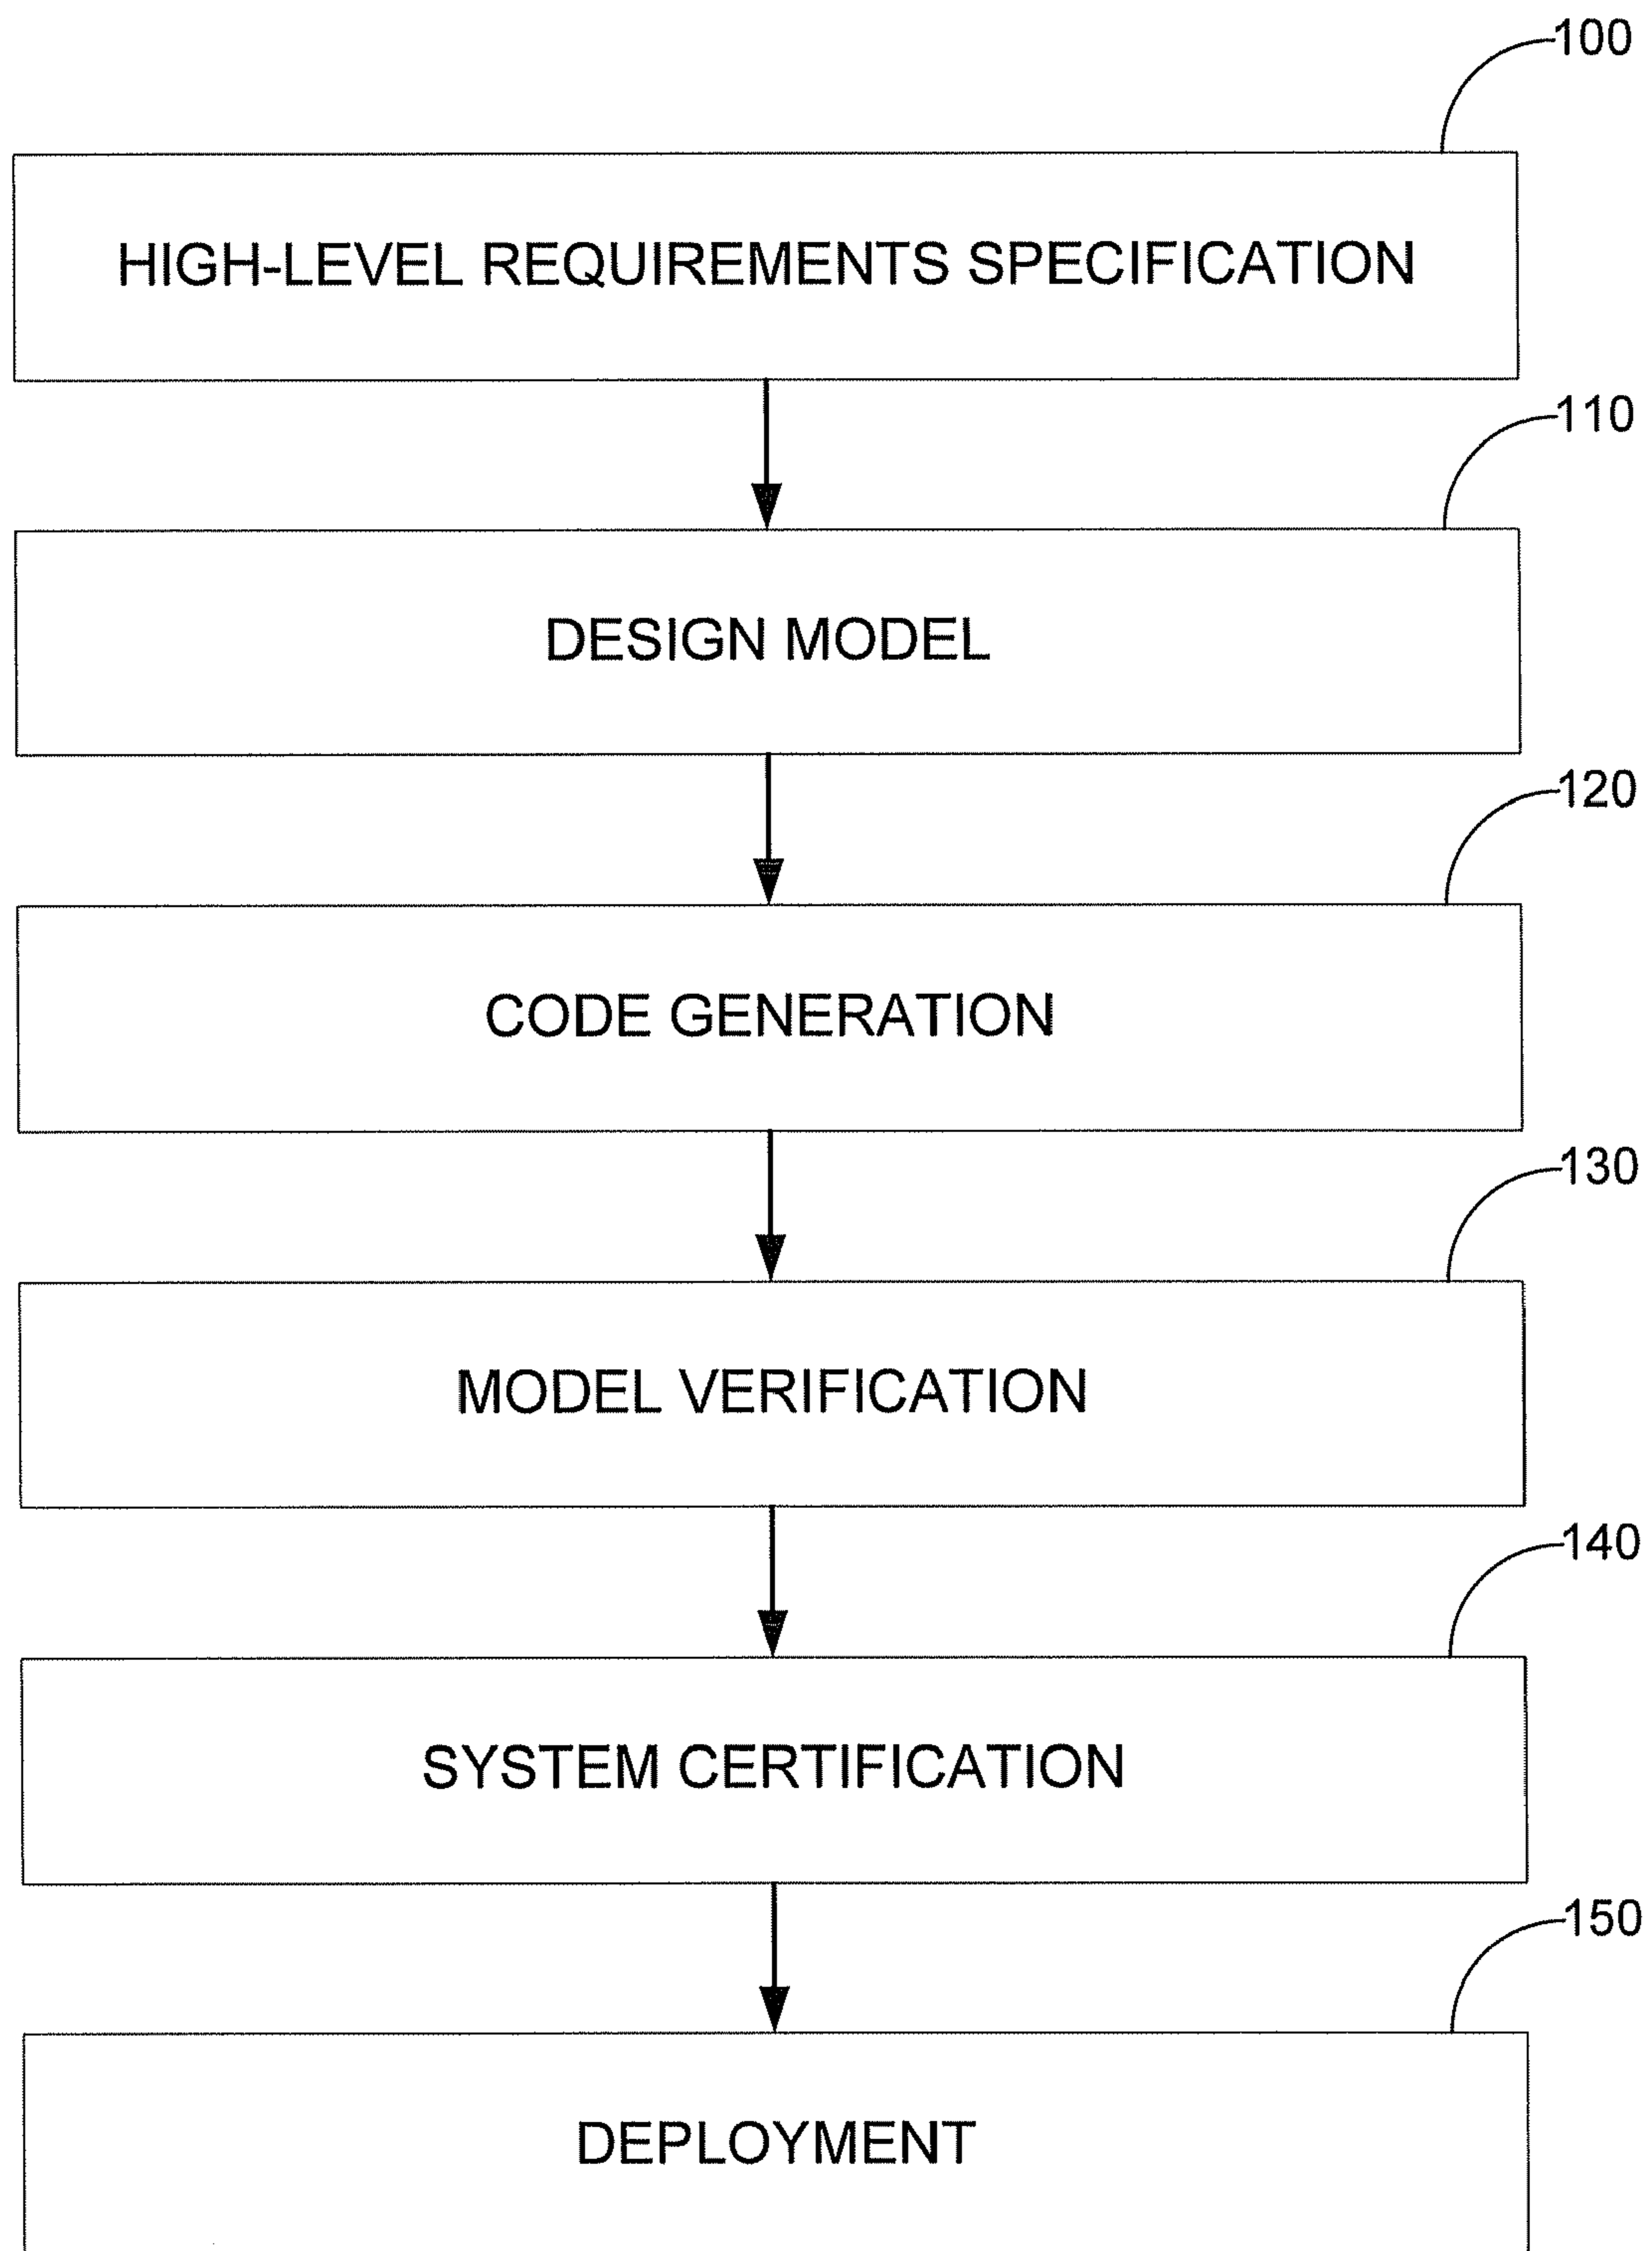 100
HIGH-LEVEL REQUIREMENTS SPECIFICATION
110
DESIGN MODEL
120
CODE GENERATION
130
MODEL VERIFICATION
140
SYSTEM CERTIFICATION
150
DEPLOYMENT